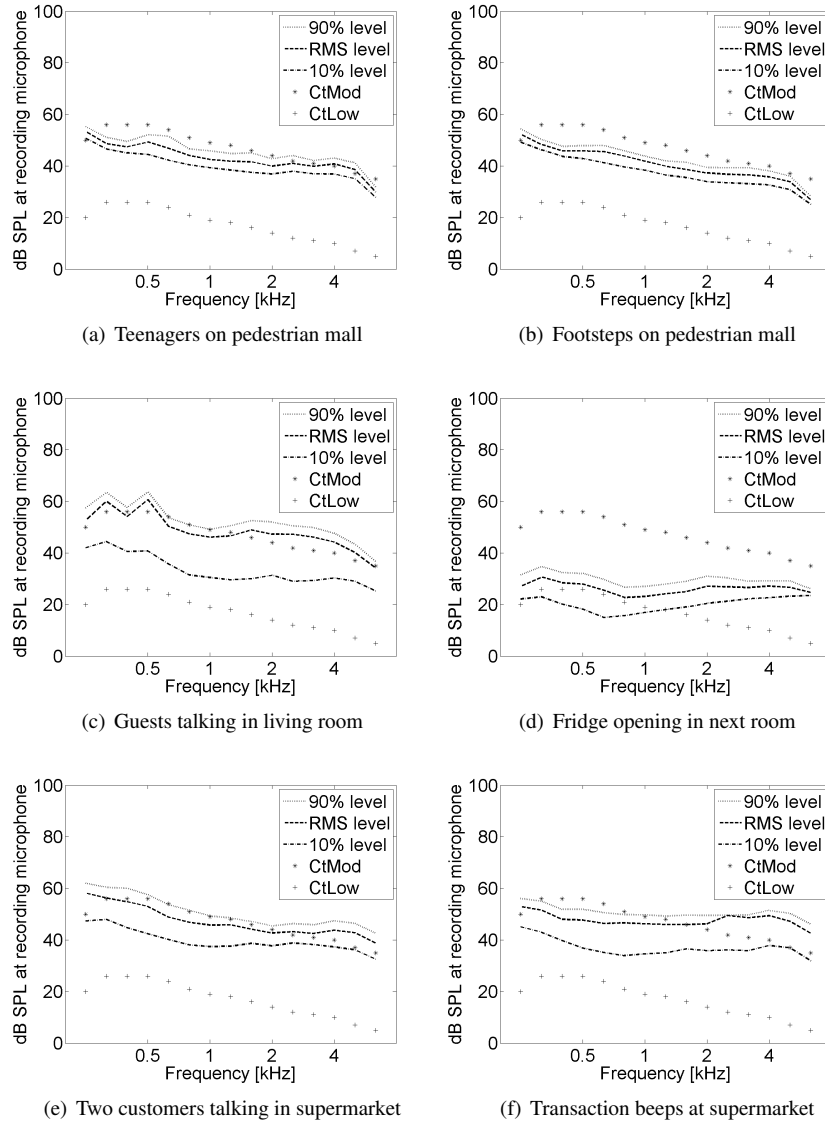 100
80
60
40
20
0
dB SPL at recording microphone
90% level
RMS level
10% level
CtMod
CtLow
0.5 1 2 4
Frequency [kHz]
(a) Teenagers on pedestrian mall
100
80
60
40
20
0
dB SPL at recording microphone
90% level
RMS level
10% level
CtMod
CtLow
0.5 1 2 4
Frequency [kHz]
(b) Footsteps on pedestrian mall
100
80
60
40
20
0
dB SPL at recording microphone
90% level
RMS level
10% level
CtMod
CtLow
0.5 1 2 4
Frequency [kHz]
(c) Guests talking in living room
100
80
60
40
20
0
dB SPL at recording microphone
90% level
RMS level
10% level
CtMod
CtLow
0.5 1 2 4
Frequency [kHz]
(d) Fridge opening in next room
100
80
60
40
20
0
dB SPL at recording microphone
90% level
RMS level
10% level
CtMod
CtLow
0.5 1 2 4
Frequency [kHz]
(e) Two customers talking in supermarket
100
80
60
40
20
0
dB SPL at recording microphone
90% level
RMS level
10% level
CtMod
CtLow
0.5 1 2 4
Frequency [kHz]
(f) Transaction beeps at supermarket